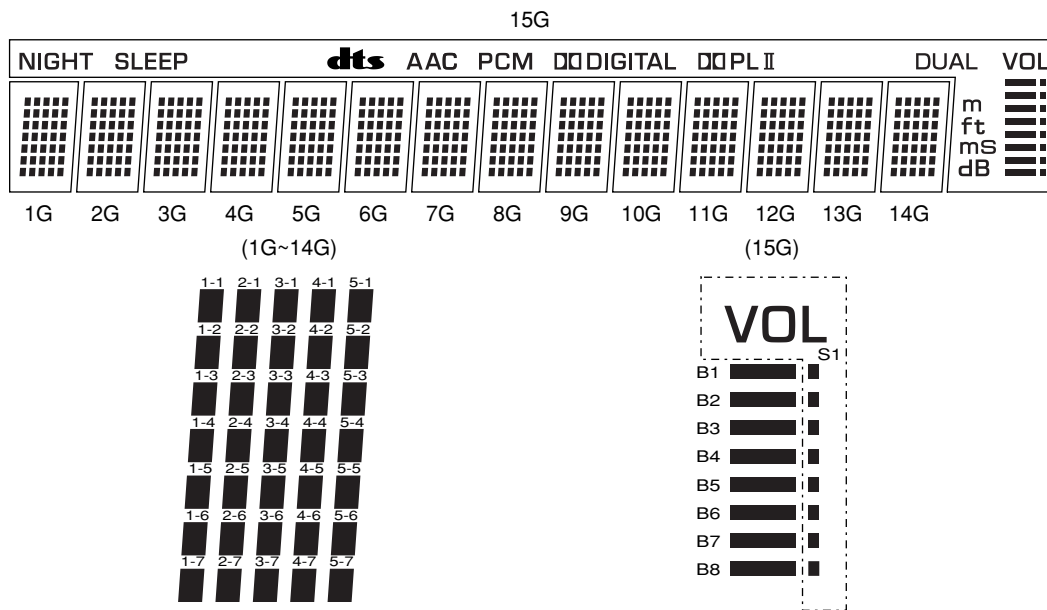 15G
NIGHT SLEEP dts AAC PCM DIGITAL PL II DUAL VOL
m
ft
mS
dB
1G 2G 3G 4G 5G 6G 7G 8G 9G 10G 11G 12G 13G 14G
(1G~14G) (15G)
1-1 2-1 3-1 4-1 5-1
1-2 2-2 3-2 4-2 5-2
1-3 2-3 3-3 4-3 5-3
1-4 2-4 3-4 4-4 5-4
1-5 2-5 3-5 4-5 5-5
1-6 2-6 3-6 4-6 5-6
1-7 2-7 3-7 4-7 5-7
VOL
S1
B1
B2
B3
B4
B5
B6
B7
B8